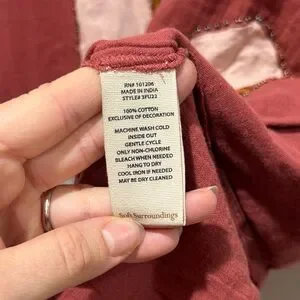 RN# 101206
MADE IN INDIA
STYLE# 3FU22
100% COTTON
EXCLUSIVE OF DECORATION
MACHINE WASH COLD
INSIDE OUT
GENTLE CYCLE
ONLY NON-CHLORINE
BLEACH WHEN NEEDED
HANG TO DRY
COOL IRON IF NEEDED
MAY BE DRY CLEANED
Soft Surroundings